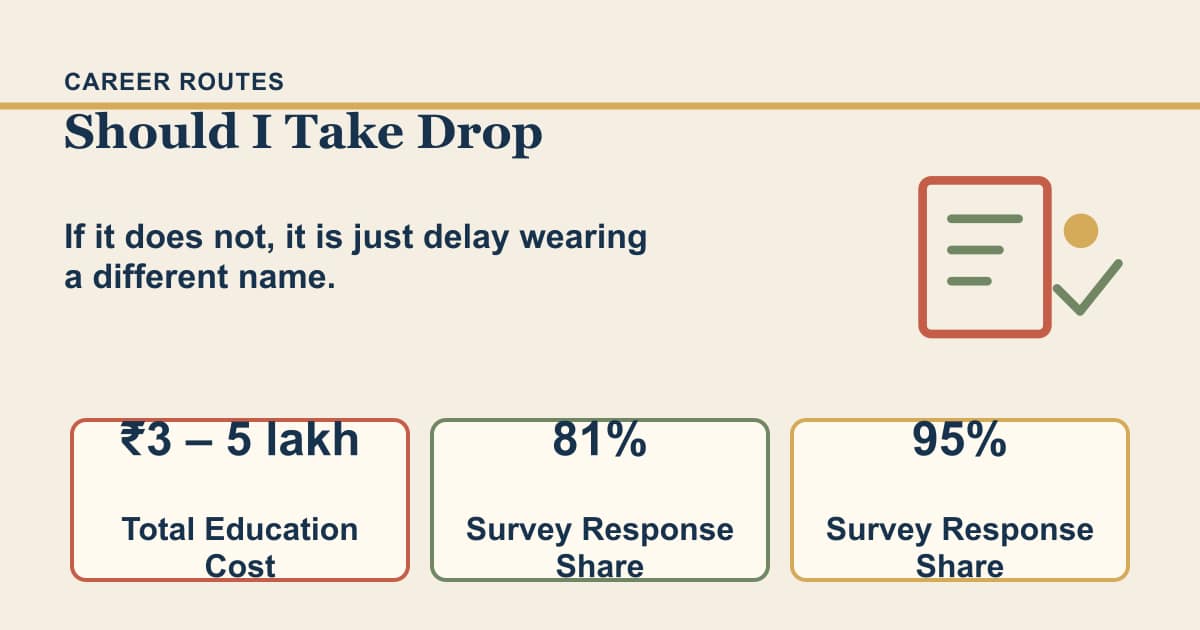 CAREER ROUTES
Should I Take Drop
If it does not, it is just delay wearing
a different name.
₹3 – 5 lakh
Total Education
Cost
81%
Survey Response
Share
95%
Survey Response
Share